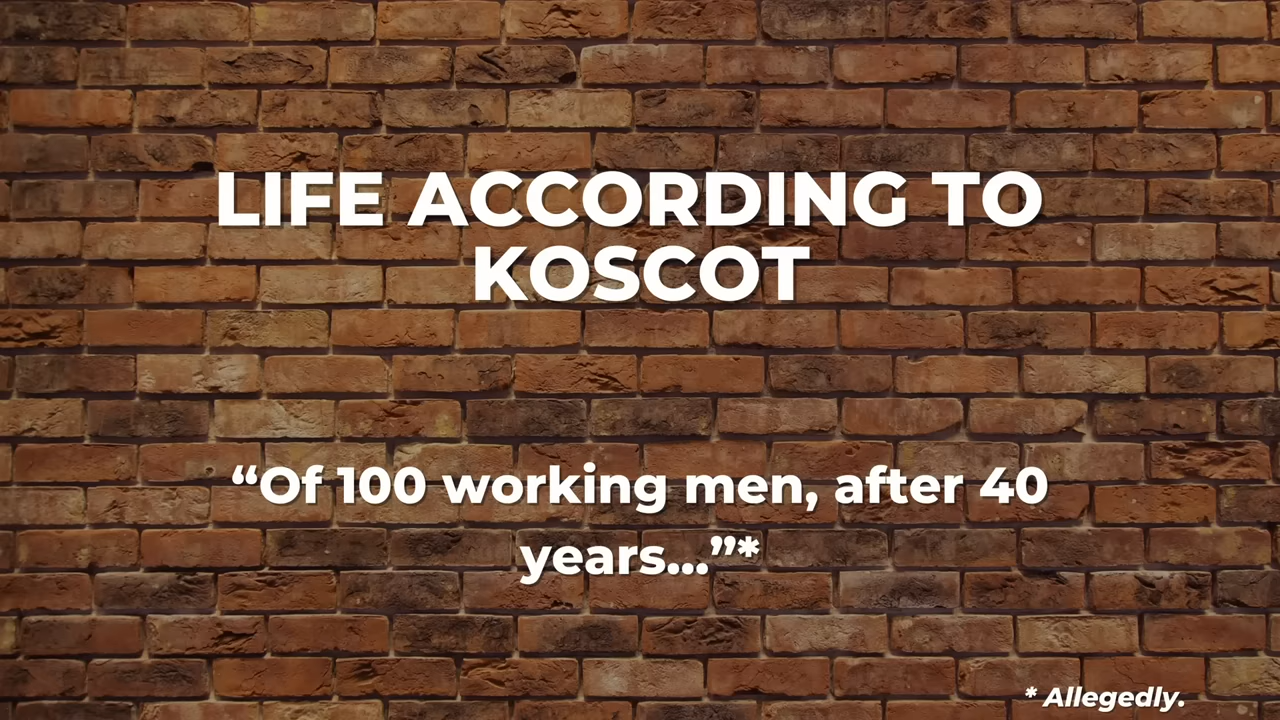 LIFE ACCORDING TO
KOSCOT
“Of 100 working men, after 40
years...”*
* Allegedly.